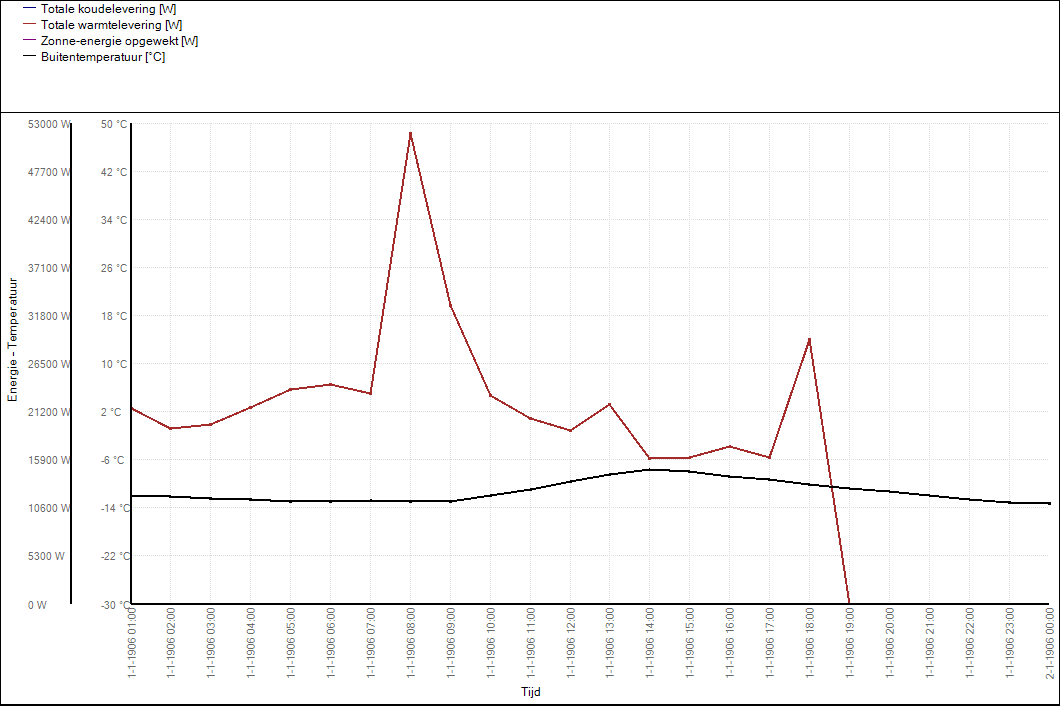 Totale koudelevering [W]
Totale warmtelevering [W]
Zonne-energie opgewekt [W]
Buitentemperatuur [°C]
53000 W
50 °C
47700 W
42 °C
42400 W
34 °C
37100 W
26 °C
31800 W
18 °C
26500 W
10 °C
21200 W
2 °C
15900 W
-6 °C
10600 W
-14 °C
5300 W
-22 °C
0 W
-30 °C
Energie - Temperatuur
1-1-1906 01:00
1-1-1906 02:00
1-1-1906 03:00
1-1-1906 04:00
1-1-1906 05:00
1-1-1906 06:00
1-1-1906 07:00
1-1-1906 08:00
1-1-1906 09:00
1-1-1906 10:00
1-1-1906 11:00
1-1-1906 12:00
1-1-1906 13:00
1-1-1906 14:00
1-1-1906 15:00
1-1-1906 16:00
1-1-1906 17:00
1-1-1906 18:00
1-1-1906 19:00
1-1-1906 20:00
1-1-1906 21:00
1-1-1906 22:00
1-1-1906 23:00
2-1-1906 00:00
Tijd